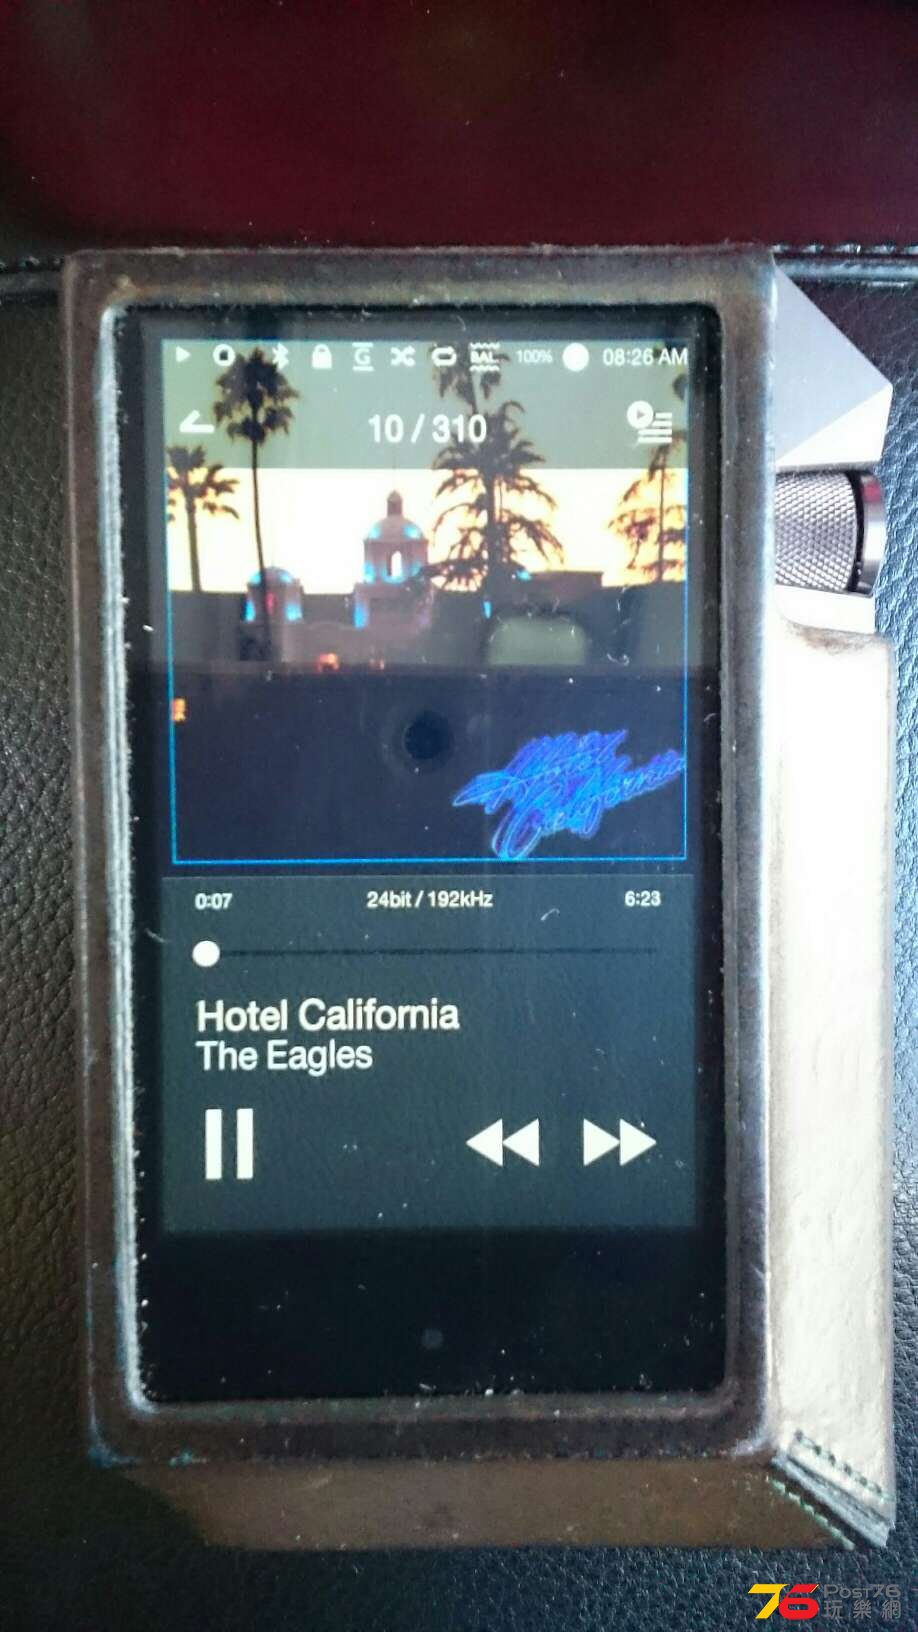 G BAL. 100% 08:26 AM
10 / 310
Hotel
California
0:07 24bit / 192kHz 6:23
Hotel California
The Eagles
76 Post76
玩樂網